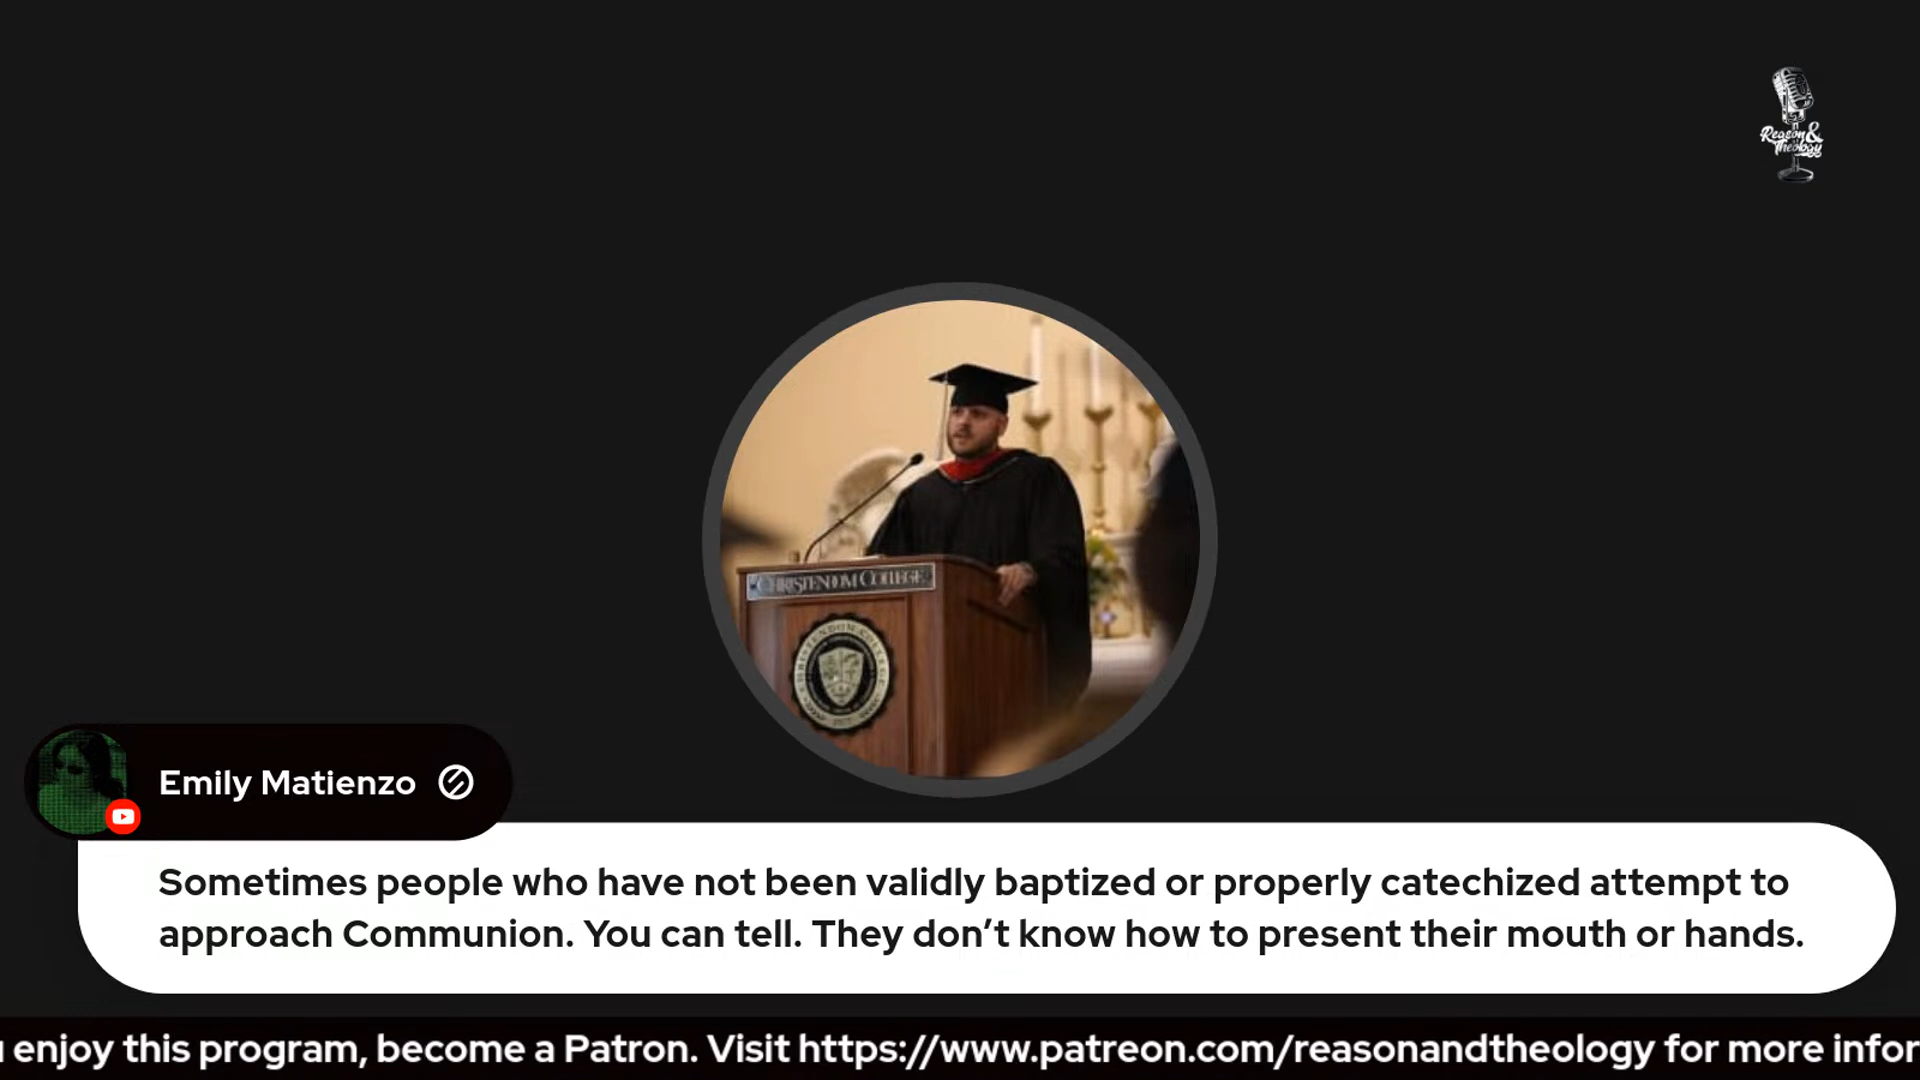 Reason &
Theology
CHRISTENDOM COLLEGE
Emily Matienzo
Sometimes people who have not been validly baptized or properly catechized attempt to
approach Communion. You can tell. They don’t know how to present their mouth or hands.
enjoy this program, become a Patron. Visit https://www.patreon.com/reasonandtheology for more infor